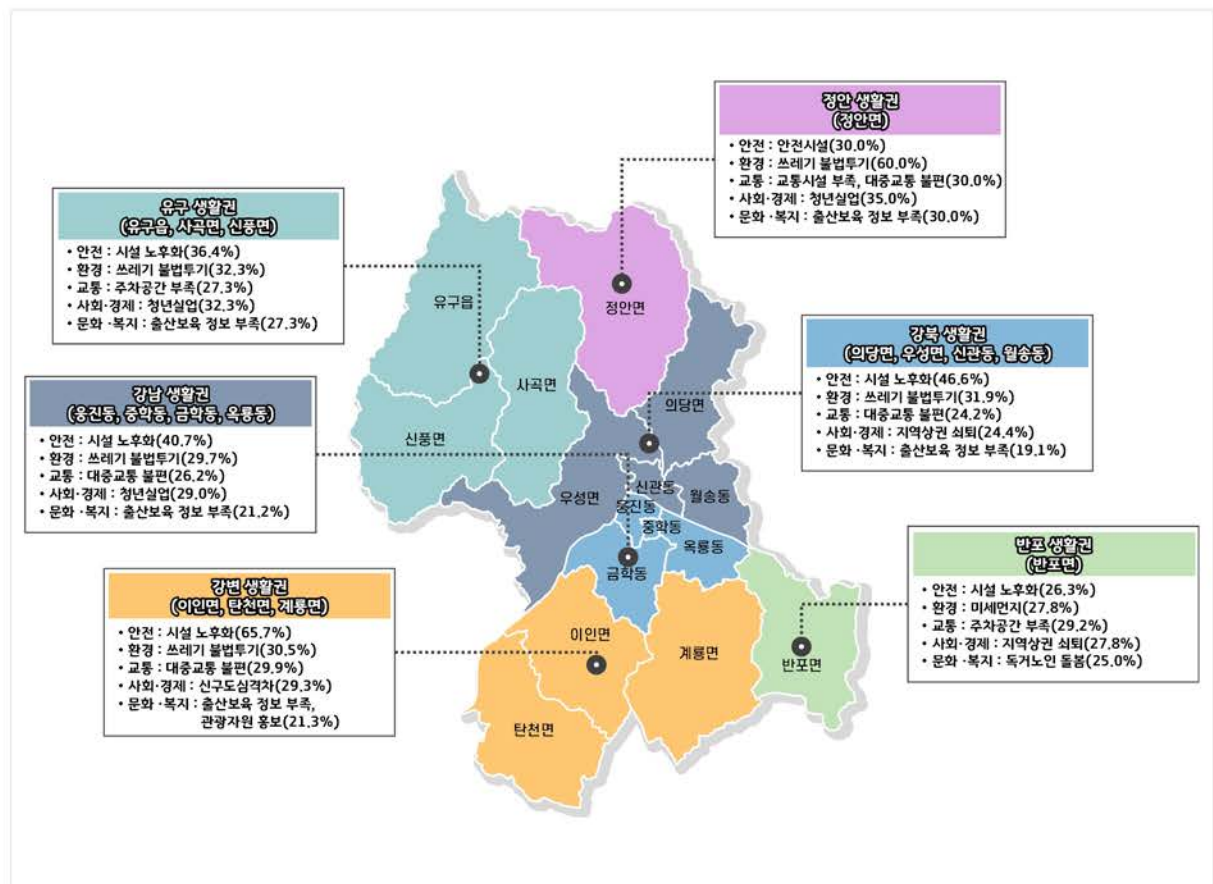 정안 생활권
(정안면)
• 안전 : 안전시설(30.0%)
• 환경 : 쓰레기 불법투기(60.0%)
• 교통 : 교통시설 부족, 대중교통 불편(30.0%)
• 사회·경제 : 청년실업(35.0%)
• 문화 ·복지 : 출산보육 정보 부족(30.0%)
유구 생활권
(유구읍, 사곡면, 신풍면)
• 안전 : 시설 노후화(36.4%)
• 환경 : 쓰레기 불법투기(32.3%)
• 교통 : 주차공간 부족(27.3%)
• 사회·경제 : 청년실업(32.3%)
• 문화 ·복지 : 출산보육 정보 부족(27.3%)
강북 생활권
(의당면, 우성면, 신관동, 월송동)
• 안전 : 시설 노후화(46.6%)
• 환경 : 쓰레기 불법투기(31.9%)
• 교통 : 대중교통 불편(24.2%)
• 사회·경제 : 지역상권 쇠퇴(24.4%)
• 문화 ·복지 : 출산보육 정보 부족(19.1%)
강남 생활권
(웅진동, 중학동, 금학동, 옥룡동)
• 안전 : 시설 노후화(40.7%)
• 환경 : 쓰레기 불법투기(29.7%)
• 교통 : 대중교통 불편(26.2%)
• 사회·경제 : 청년실업(29.0%)
• 문화 ·복지 : 출산보육 정보 부족(21.2%)
반포 생활권
(반포면)
• 안전 : 시설 노후화(26.3%)
• 환경 : 미세먼지(27.8%)
• 교통 : 주차공간 부족(29.2%)
• 사회·경제 : 지역상권 쇠퇴(27.8%)
• 문화 ·복지 : 독거노인 돌봄(25.0%)
강변 생활권
(이인면, 탄천면, 계룡면)
• 안전 : 시설 노후화(65.7%)
• 환경 : 쓰레기 불법투기(30.5%)
• 교통 : 대중교통 불편(29.9%)
• 사회·경제 : 신구도심격차(29.3%)
• 문화 ·복지 : 출산보육 정보 부족,
관광자원 홍보(21.3%)
유구읍
정안면
사곡면
의당면
신풍면
우성면
신관동
월송동
웅진동
중학동
옥룡동
금학동
이인면
계룡면
반포면
탄천면